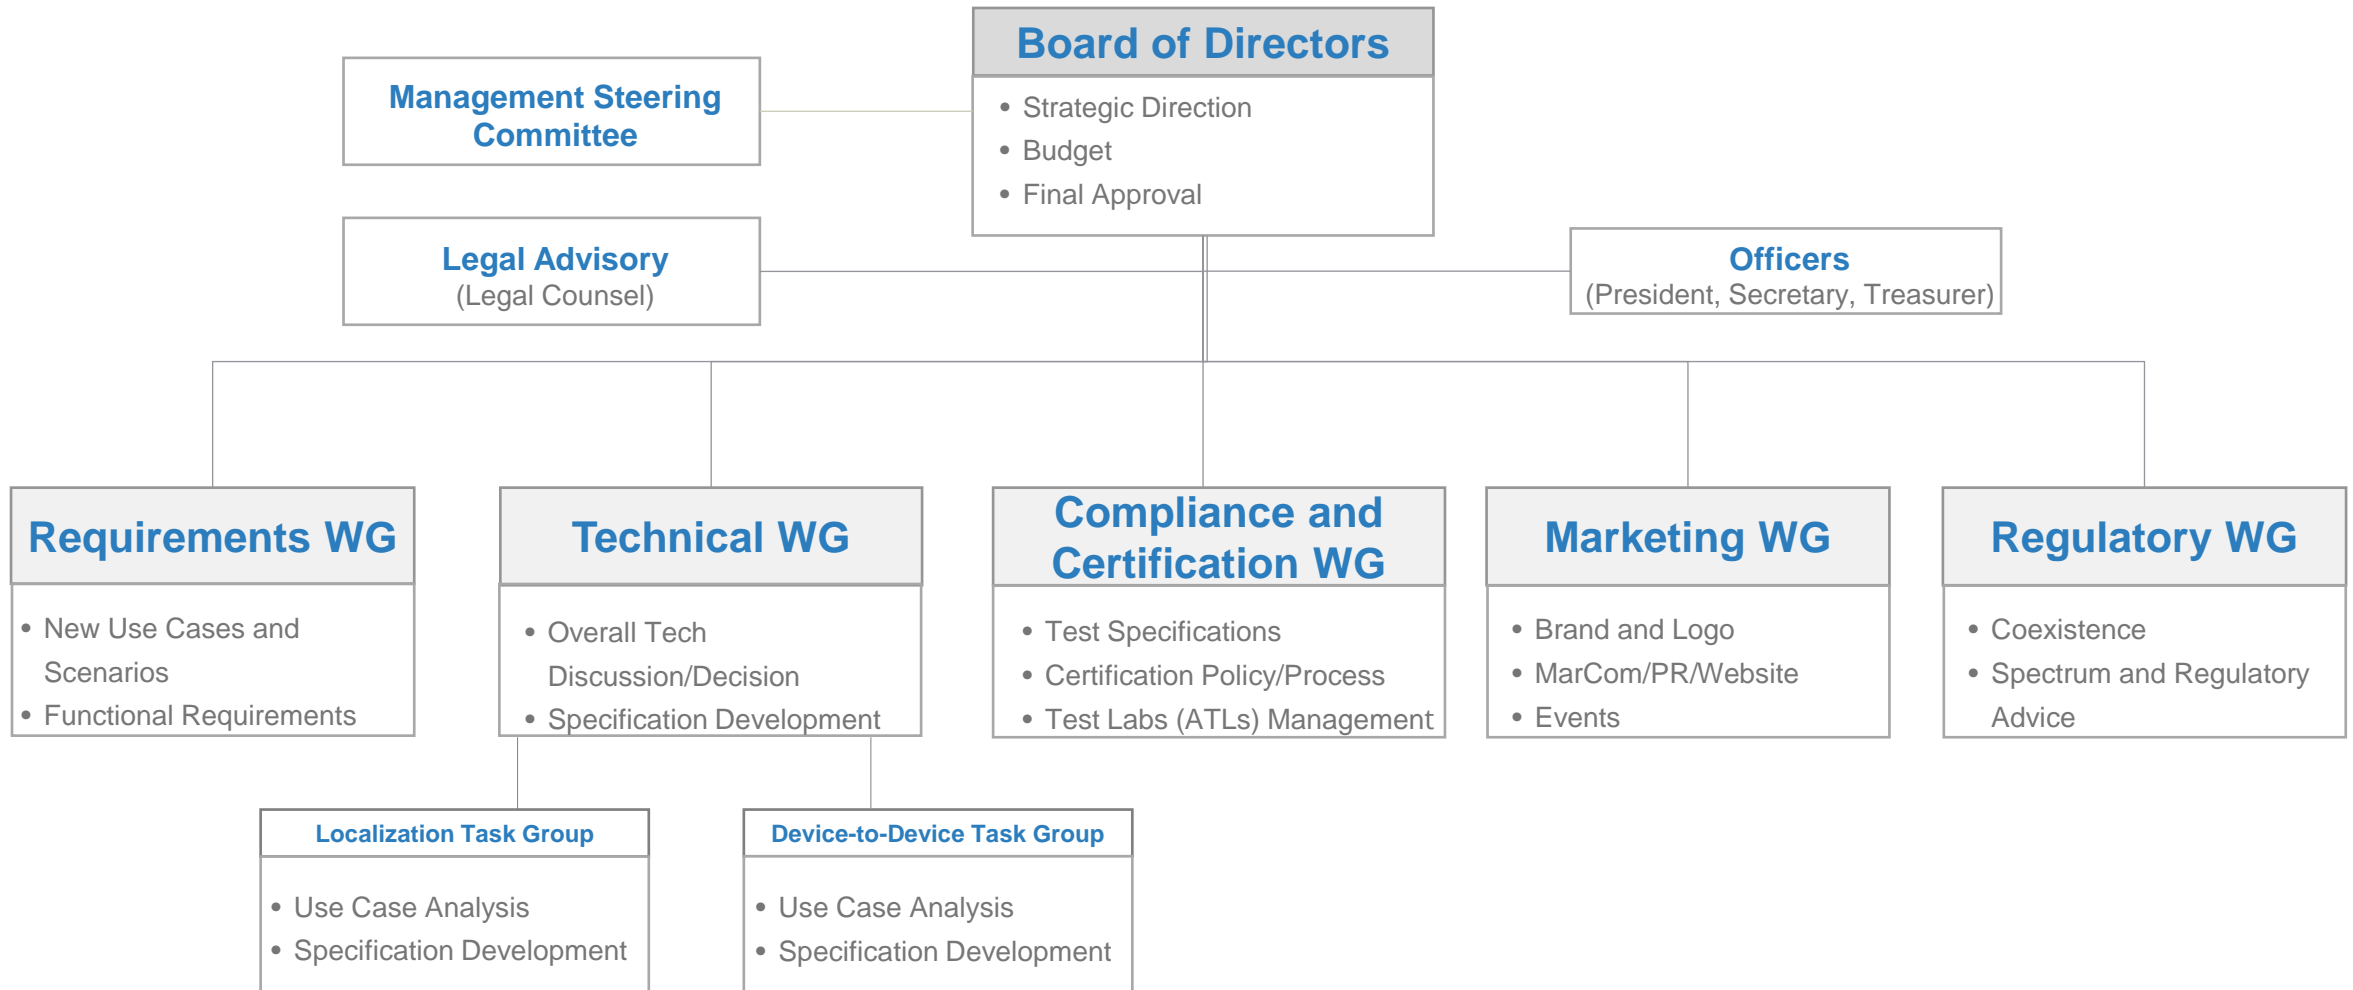 Board of Directors
• Strategic Direction
• Budget
• Final Approval
Management Steering
Committee
Legal Advisory
(Legal Counsel)
Officers
(President, Secretary, Treasurer)
Requirements WG
• New Use Cases and
Scenarios
• Functional Requirements
Technical WG
• Overall Tech
Discussion/Decision
• Specification Development
Compliance and
Certification WG
• Test Specifications
• Certification Policy/Process
• Test Labs (ATLs) Management
Marketing WG
• Brand and Logo
• MarCom/PR/Website
• Events
Regulatory WG
• Coexistence
• Spectrum and Regulatory
Advice
Localization Task Group
• Use Case Analysis
• Specification Development
Device-to-Device Task Group
• Use Case Analysis
• Specification Development